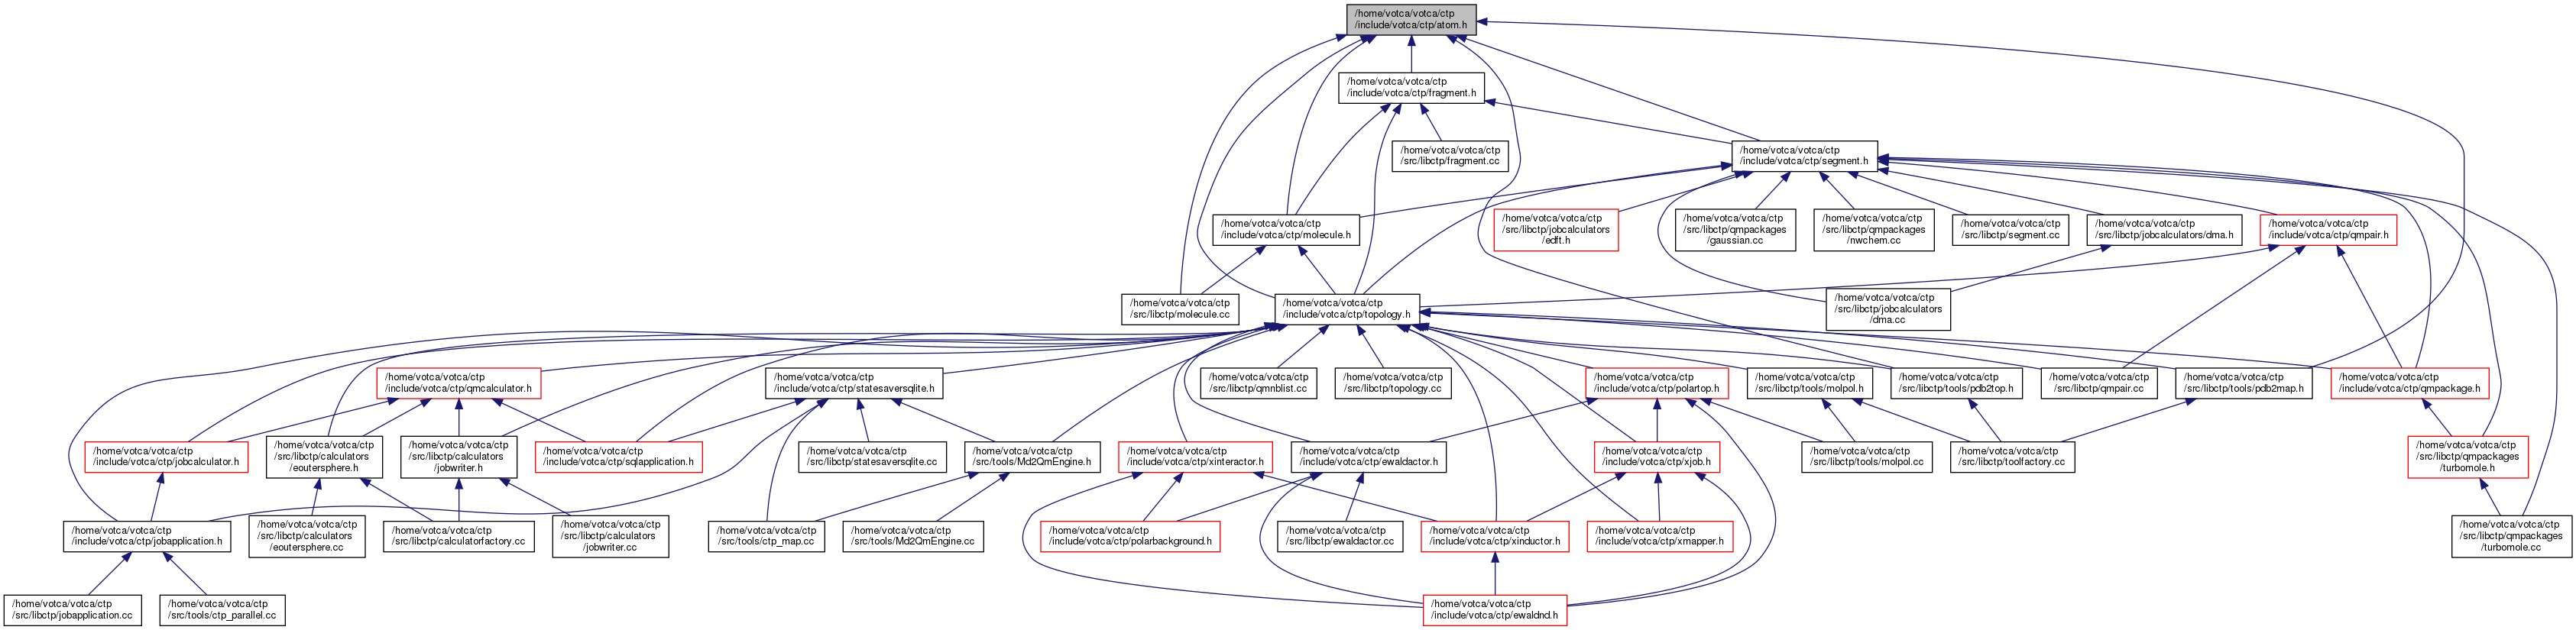 /home/votca/votca/ctp
/include/votca/ctp/atom.h
/home/votca/votca/ctp
/include/votca/ctp/fragment.h
/home/votca/votca/ctp
/src/libctp/fragment.cc
/home/votca/votca/ctp
/include/votca/ctp/segment.h
/home/votca/votca/ctp
/include/votca/ctp/molecule.h
/home/votca/votca/ctp
/src/libctp/jobcalculators
/edft.h
/home/votca/votca/ctp
/src/libctp/qmpackages
/gaussian.cc
/home/votca/votca/ctp
/src/libctp/qmpackages
/nwchem.cc
/home/votca/votca/ctp
/src/libctp/segment.cc
/home/votca/votca/ctp
/src/libctp/jobcalculators/dma.h
/home/votca/votca/ctp
/include/votca/ctp/qmpair.h
/home/votca/votca/ctp
/src/libctp/molecule.cc
/home/votca/votca/ctp
/include/votca/ctp/topology.h
/home/votca/votca/ctp
/src/libctp/jobcalculators
/dma.cc
/home/votca/votca/ctp
/include/votca/ctp/qmcalculator.h
/home/votca/votca/ctp
/include/votca/ctp/statesaversqlite.h
/home/votca/votca/ctp
/src/libctp/qmnblist.cc
/home/votca/votca/ctp
/src/libctp/topology.cc
/home/votca/votca/ctp
/include/votca/ctp/polartop.h
/home/votca/votca/ctp
/src/libctp/tools/molpol.h
/home/votca/votca/ctp
/src/libctp/tools/pdb2top.h
/home/votca/votca/ctp
/src/libctp/qmpair.cc
/home/votca/votca/ctp
/src/libctp/tools/pdb2map.h
/home/votca/votca/ctp
/include/votca/ctp/qmpackage.h
/home/votca/votca/ctp
/include/votca/ctp/jobcalculator.h
/home/votca/votca/ctp
/src/libctp/calculators
/eoutersphere.h
/home/votca/votca/ctp
/src/libctp/calculators
/jobwriter.h
/home/votca/votca/ctp
/include/votca/ctp/sqlapplication.h
/home/votca/votca/ctp
/src/libctp/statesaversqlite.cc
/home/votca/votca/ctp
/src/tools/Md2QmEngine.h
/home/votca/votca/ctp
/include/votca/ctp/xinteractor.h
/home/votca/votca/ctp
/include/votca/ctp/ewaldactor.h
/home/votca/votca/ctp
/include/votca/ctp/xjob.h
/home/votca/votca/ctp
/src/libctp/tools/molpol.cc
/home/votca/votca/ctp
/src/libctp/toolfactory.cc
/home/votca/votca/ctp
/src/libctp/qmpackages
/turbomole.h
/home/votca/votca/ctp
/include/votca/ctp/jobapplication.h
/home/votca/votca/ctp
/src/libctp/calculators
/eoutersphere.cc
/home/votca/votca/ctp
/src/libctp/calculatorfactory.cc
/home/votca/votca/ctp
/src/libctp/calculators
/jobwriter.cc
/home/votca/votca/ctp
/src/tools/ctp_map.cc
/home/votca/votca/ctp
/src/tools/Md2QmEngine.cc
/home/votca/votca/ctp
/include/votca/ctp/polarbackground.h
/home/votca/votca/ctp
/src/libctp/ewaldactor.cc
/home/votca/votca/ctp
/include/votca/ctp/xinductor.h
/home/votca/votca/ctp
/include/votca/ctp/xmapper.h
/home/votca/votca/ctp
/src/libctp/qmpackages
/turbomole.cc
/home/votca/votca/ctp
/src/libctp/jobapplication.cc
/home/votca/votca/ctp
/src/tools/ctp_parallel.cc
/home/votca/votca/ctp
/include/votca/ctp/ewaldnd.h